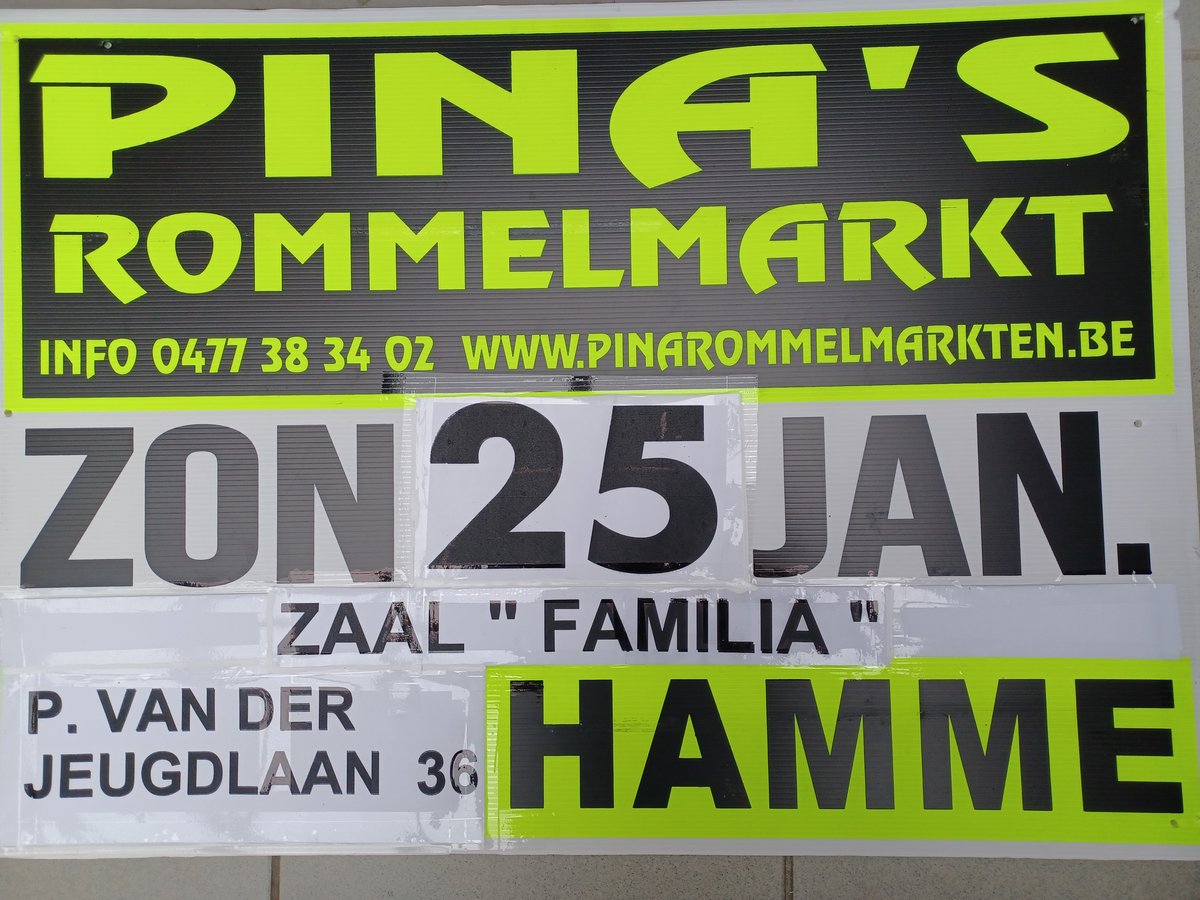 PINA'S
ROMMELMARKT
INFO 0477 38 34 02 WWW.PINAROMMELMARKTEN.BE
ZON 25 JAN.
ZAAL " FAMILIA "
P. VAN DER
JEUGDLAAN 36
HAMME